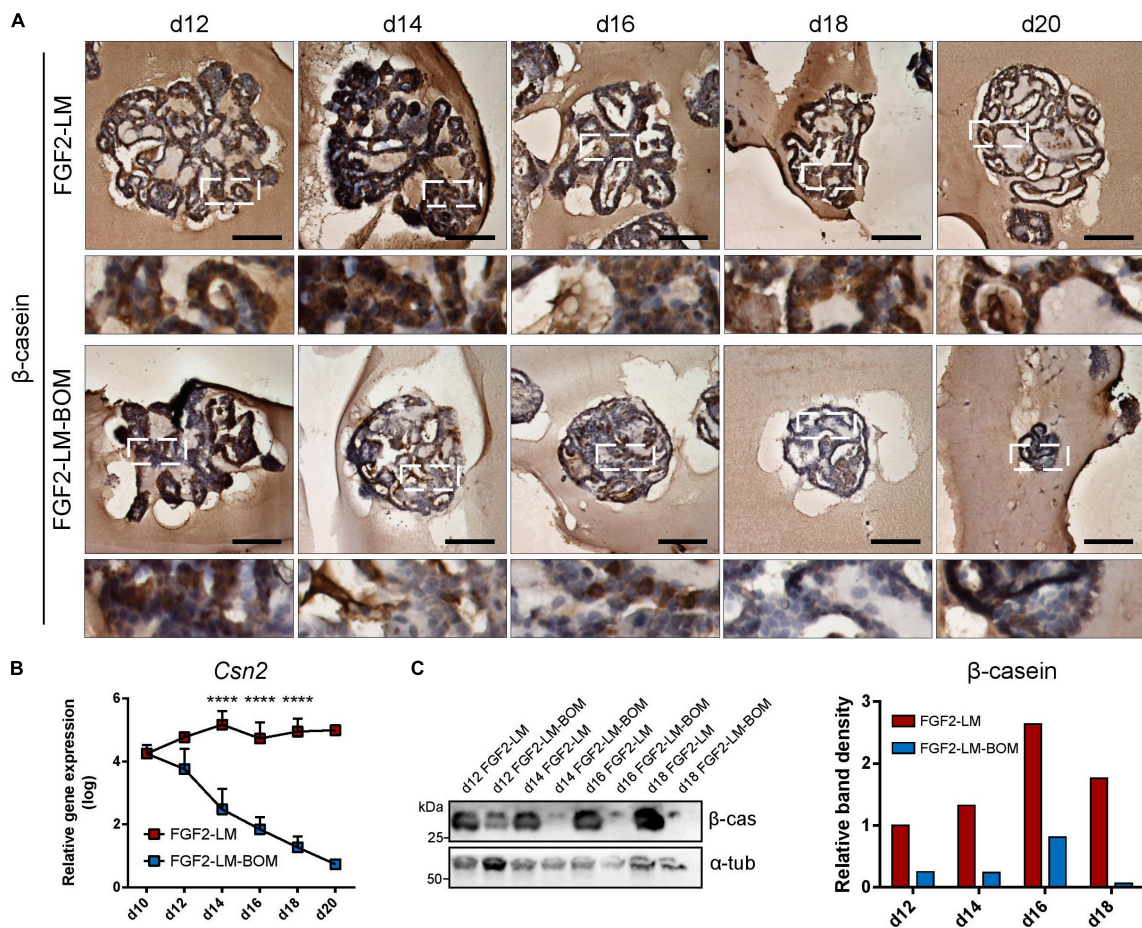 A
d12 d14 d16 d18 d20
β-casein
FGF2-LM
FGF2-LM-BOM
B
Csn2
Relative gene expression
(log)
6
4
2
0
****
****
****
FGF2-LM
FGF2-LM-BOM
d10 d12 d14 d16 d18 d20
C
d12 FGF2-LM
d12 FGF2-LM-BOM
d14 FGF2-LM
d14 FGF2-LM-BOM
d16 FGF2-LM
d16 FGF2-LM-BOM
d18 FGF2-LM
d18 FGF2-LM-BOM
kDa
25
β-cas
50
α-tub
β-casein
Relative band density
3
2
1
0
FGF2-LM
FGF2-LM-BOM
d12 d14 d16 d18